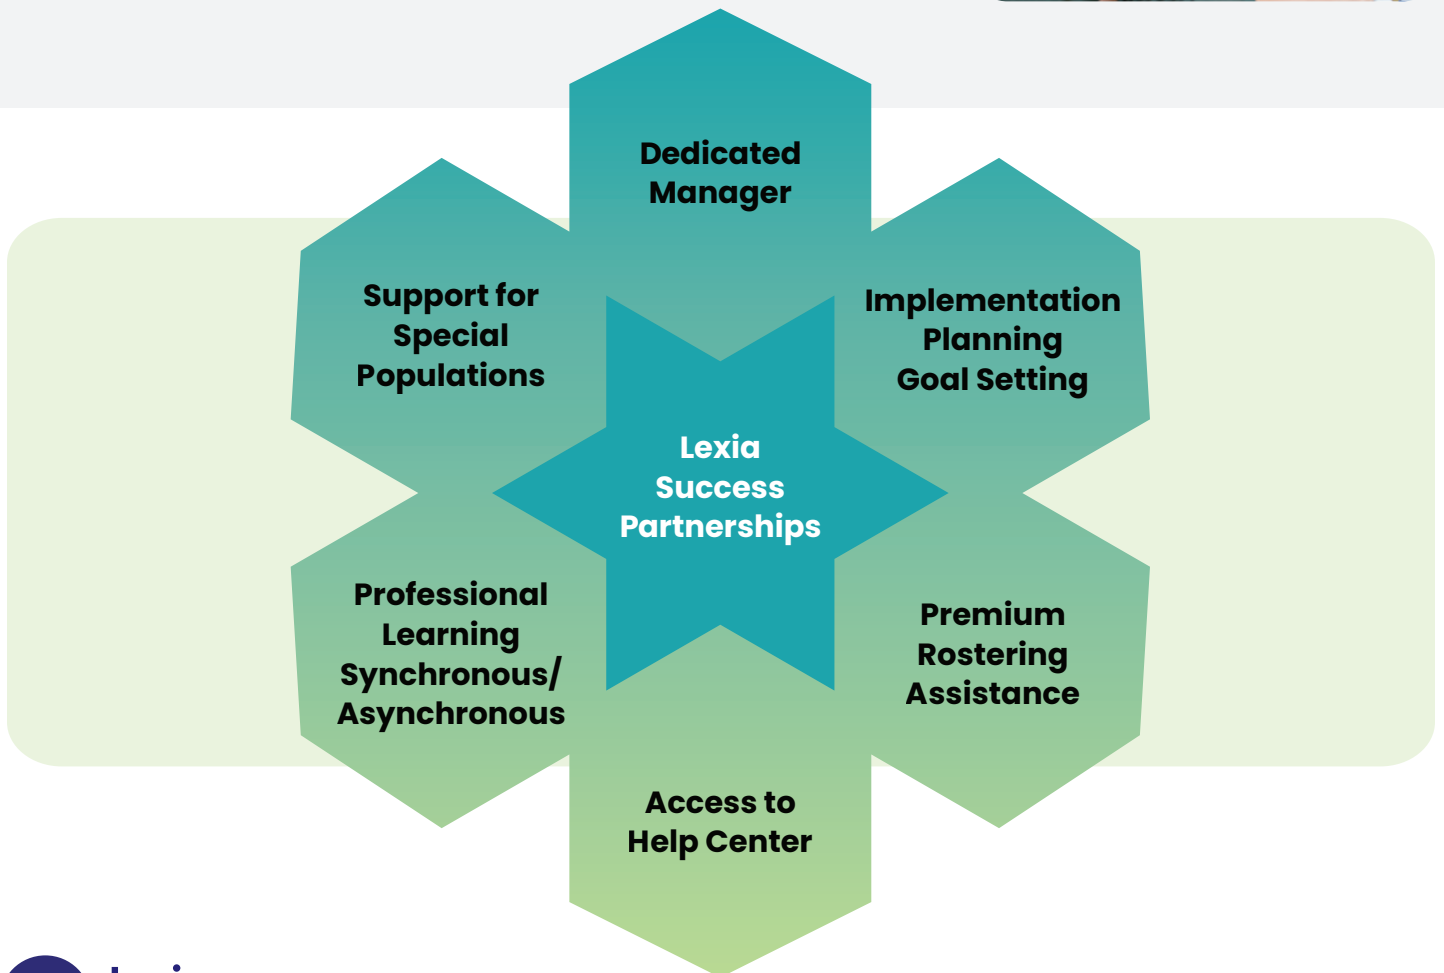 Dedicated
Manager
Support for
Special
Populations
Implementation
Planning
Goal Setting
Lexia
Success
Partnerships
Professional
Learning
Synchronous/
Asynchronous
Premium
Rostering
Assistance
Access to
Help Center